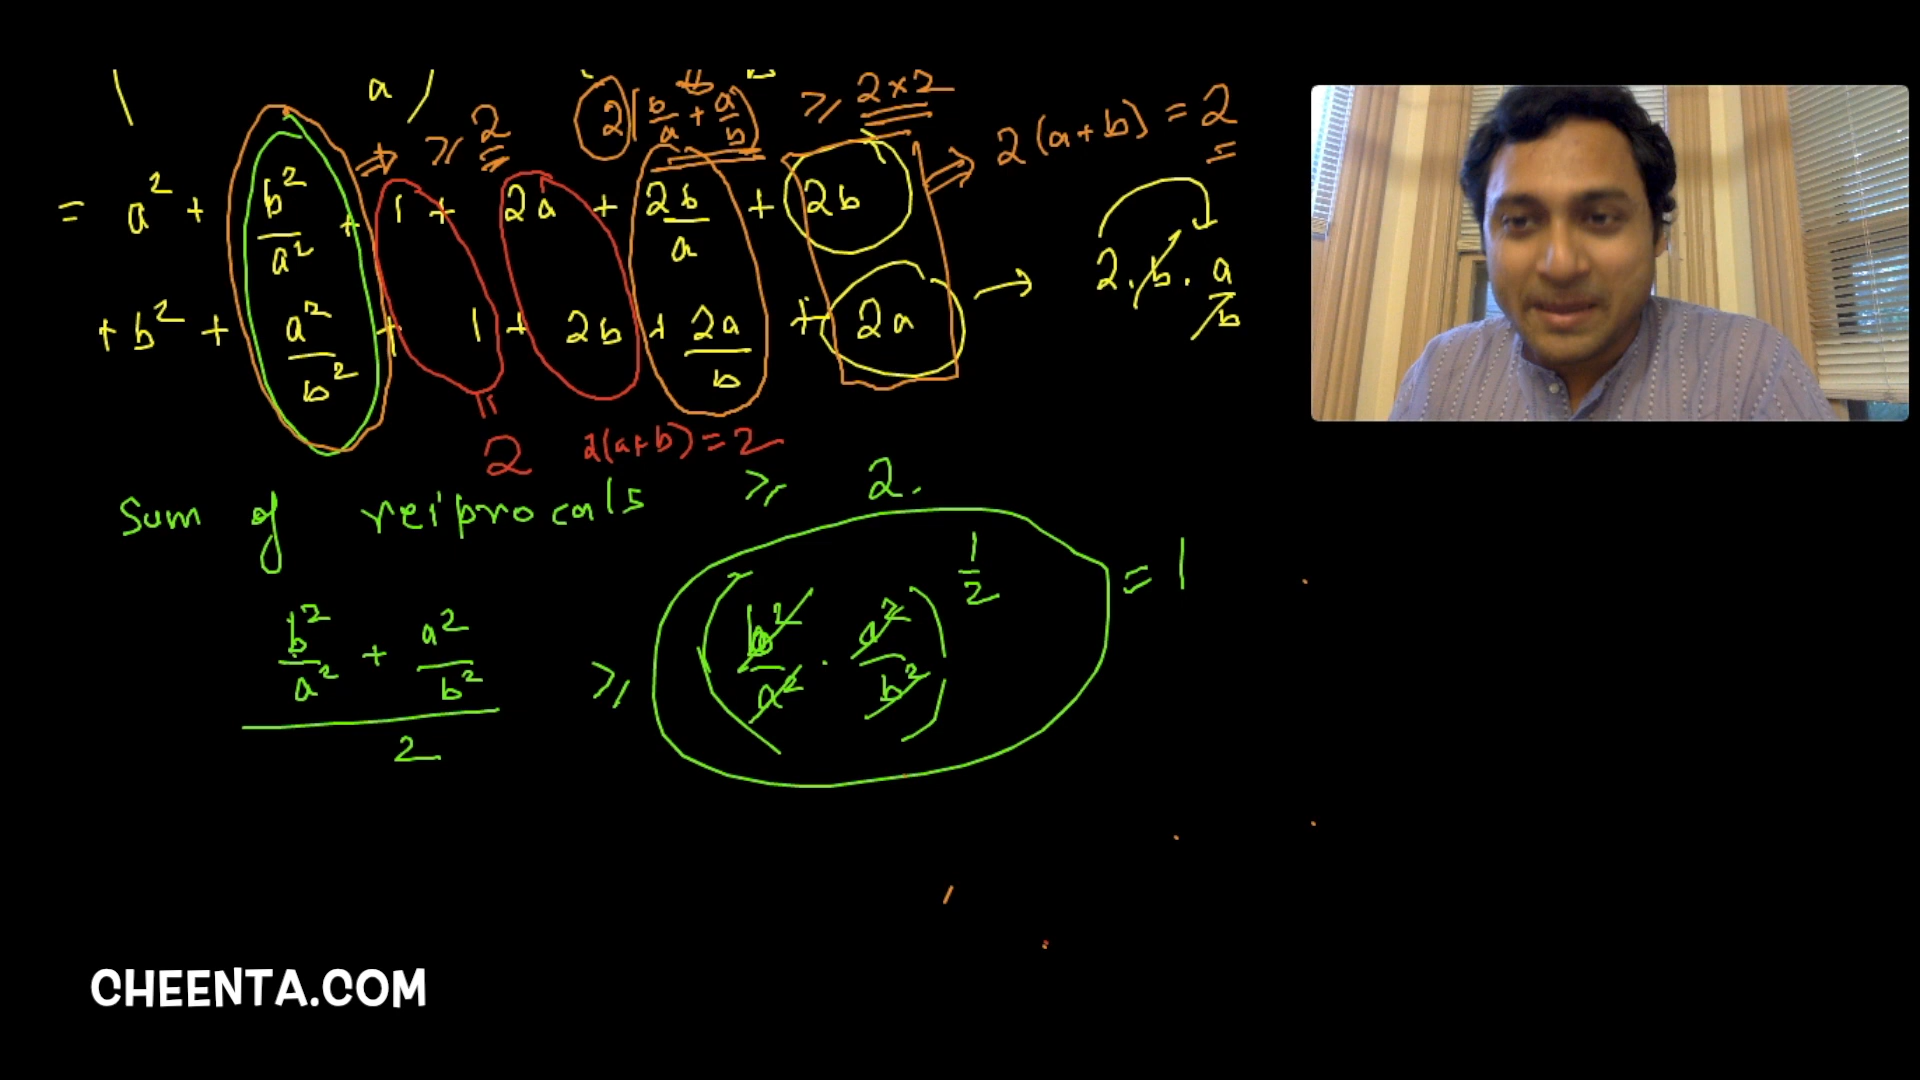 a )
2(b/a + a/b) ≥ 2×2
⇒ ≥ 2
⇒ 2(a+b) = 2
= a² + b²/a² + 1 + 2a + 2b/a + 2b
+ b² + a²/b² + 1 + 2b + 2a/b + 2a → 2.b.a/b
2 2(a+b) = 2
Sum of reiprocals ≥ 2.
(b²/a² + a²/b²)/2 ≥ (b²/a² . a²/b²)^(1/2) = 1
CHEENTA.COM